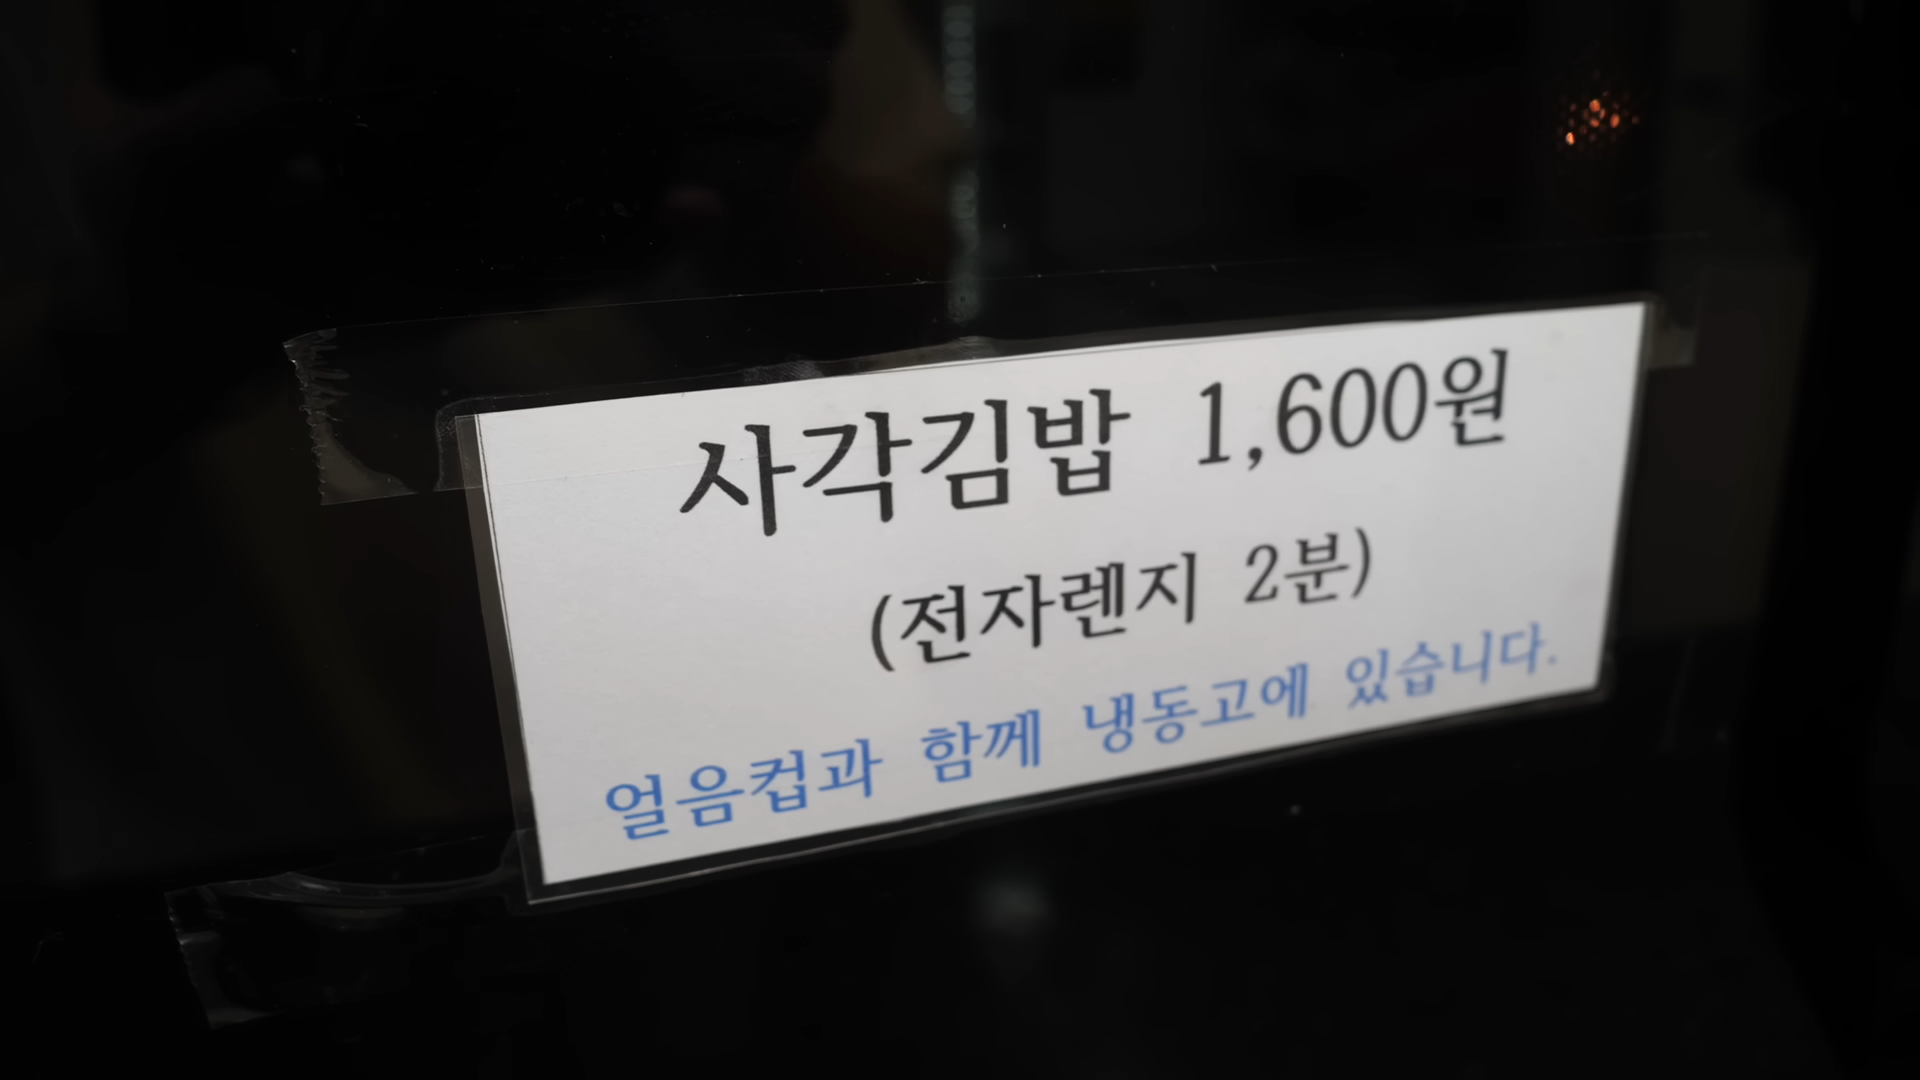 사각김밥 1,600원
(전자렌지 2분)
얼음컵과 함께 냉동고에 있습니다.